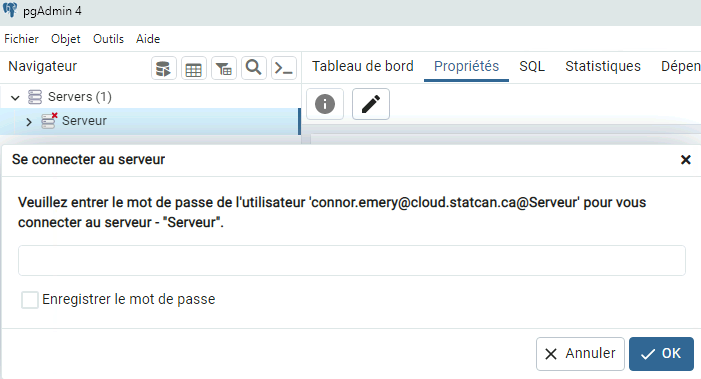 pgAdmin 4
Fichier Objet Outils Aide
Navigateur
Tableau de bord Propriétés SQL Statistiques Dépen
Servers (1)
Serveur
Se connecter au serveur
Veuillez entrer le mot de passe de l'utilisateur 'connor.emery@cloud.statcan.ca@Serveur' pour vous
connecter au serveur - "Serveur".
Enregistrer le mot de passe
Annuler OK